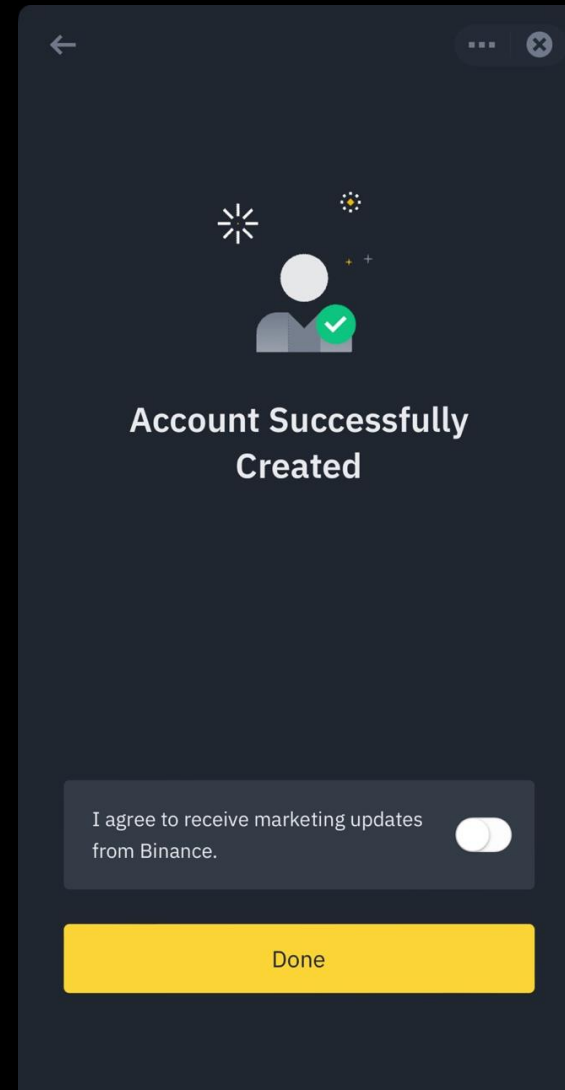 Account Successfully
Created
I agree to receive marketing updates
from Binance.
Done